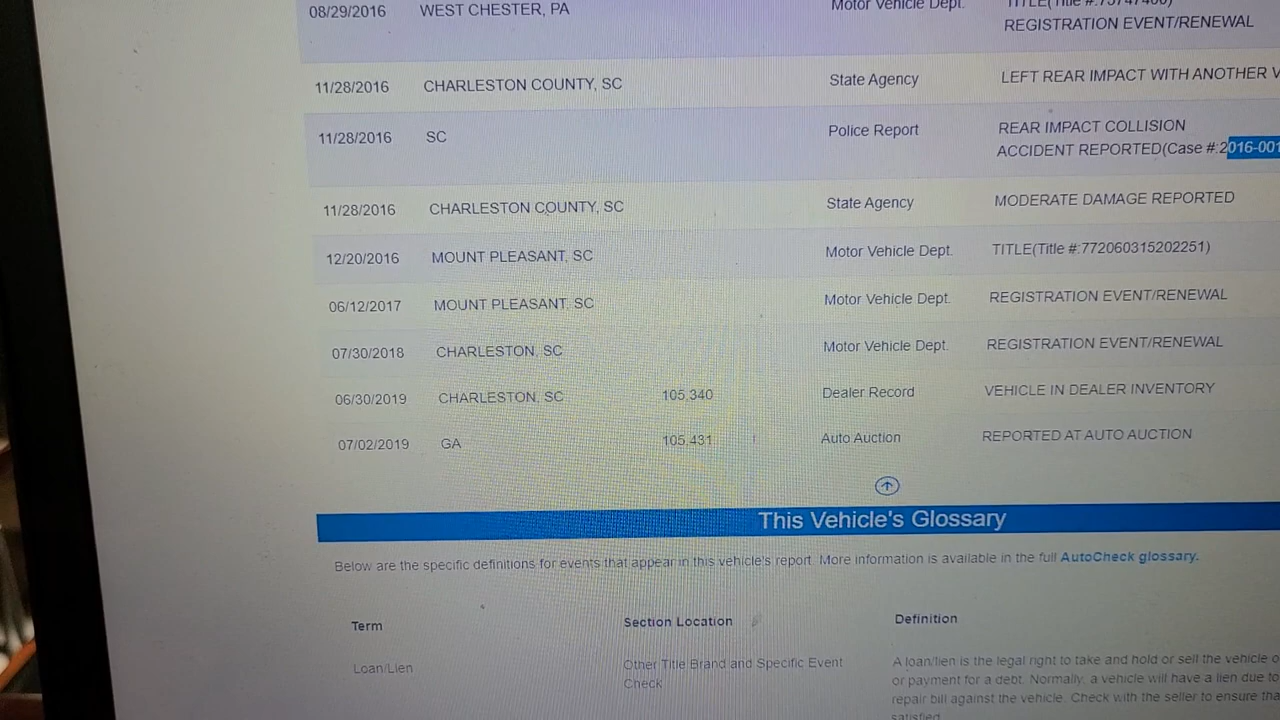 08/29/2016 WEST CHESTER, PA Motor Vehicle Dept.
REGISTRATION EVENT/RENEWAL
11/28/2016 CHARLESTON COUNTY, SC State Agency LEFT REAR IMPACT WITH ANOTHER
11/28/2016 SC Police Report REAR IMPACT COLLISION
ACCIDENT REPORTED(Case #:2016-001
11/28/2016 CHARLESTON COUNTY, SC State Agency MODERATE DAMAGE REPORTED
12/20/2016 MOUNT PLEASANT, SC Motor Vehicle Dept. TITLE(Title #:772060315202251)
06/12/2017 MOUNT PLEASANT, SC Motor Vehicle Dept. REGISTRATION EVENT/RENEWAL
07/30/2018 CHARLESTON, SC Motor Vehicle Dept. REGISTRATION EVENT/RENEWAL
06/30/2019 CHARLESTON, SC 105,340 Dealer Record VEHICLE IN DEALER INVENTORY
07/02/2019 GA 105,431 Auto Auction REPORTED AT AUTO AUCTION
This Vehicle's Glossary
Below are the specific definitions for events that appear in this vehicle's report. More information is available in the full AutoCheck glossary.
Term Section Location Definition
Loan/Lien Other Title Brand and Specific Event Check A loan/lien is the legal right to take and hold or sell the vehicle
or payment for a debt. Normally, a vehicle will have a lien due to
repair bill against the vehicle. Check with the seller to ensure
satisfied